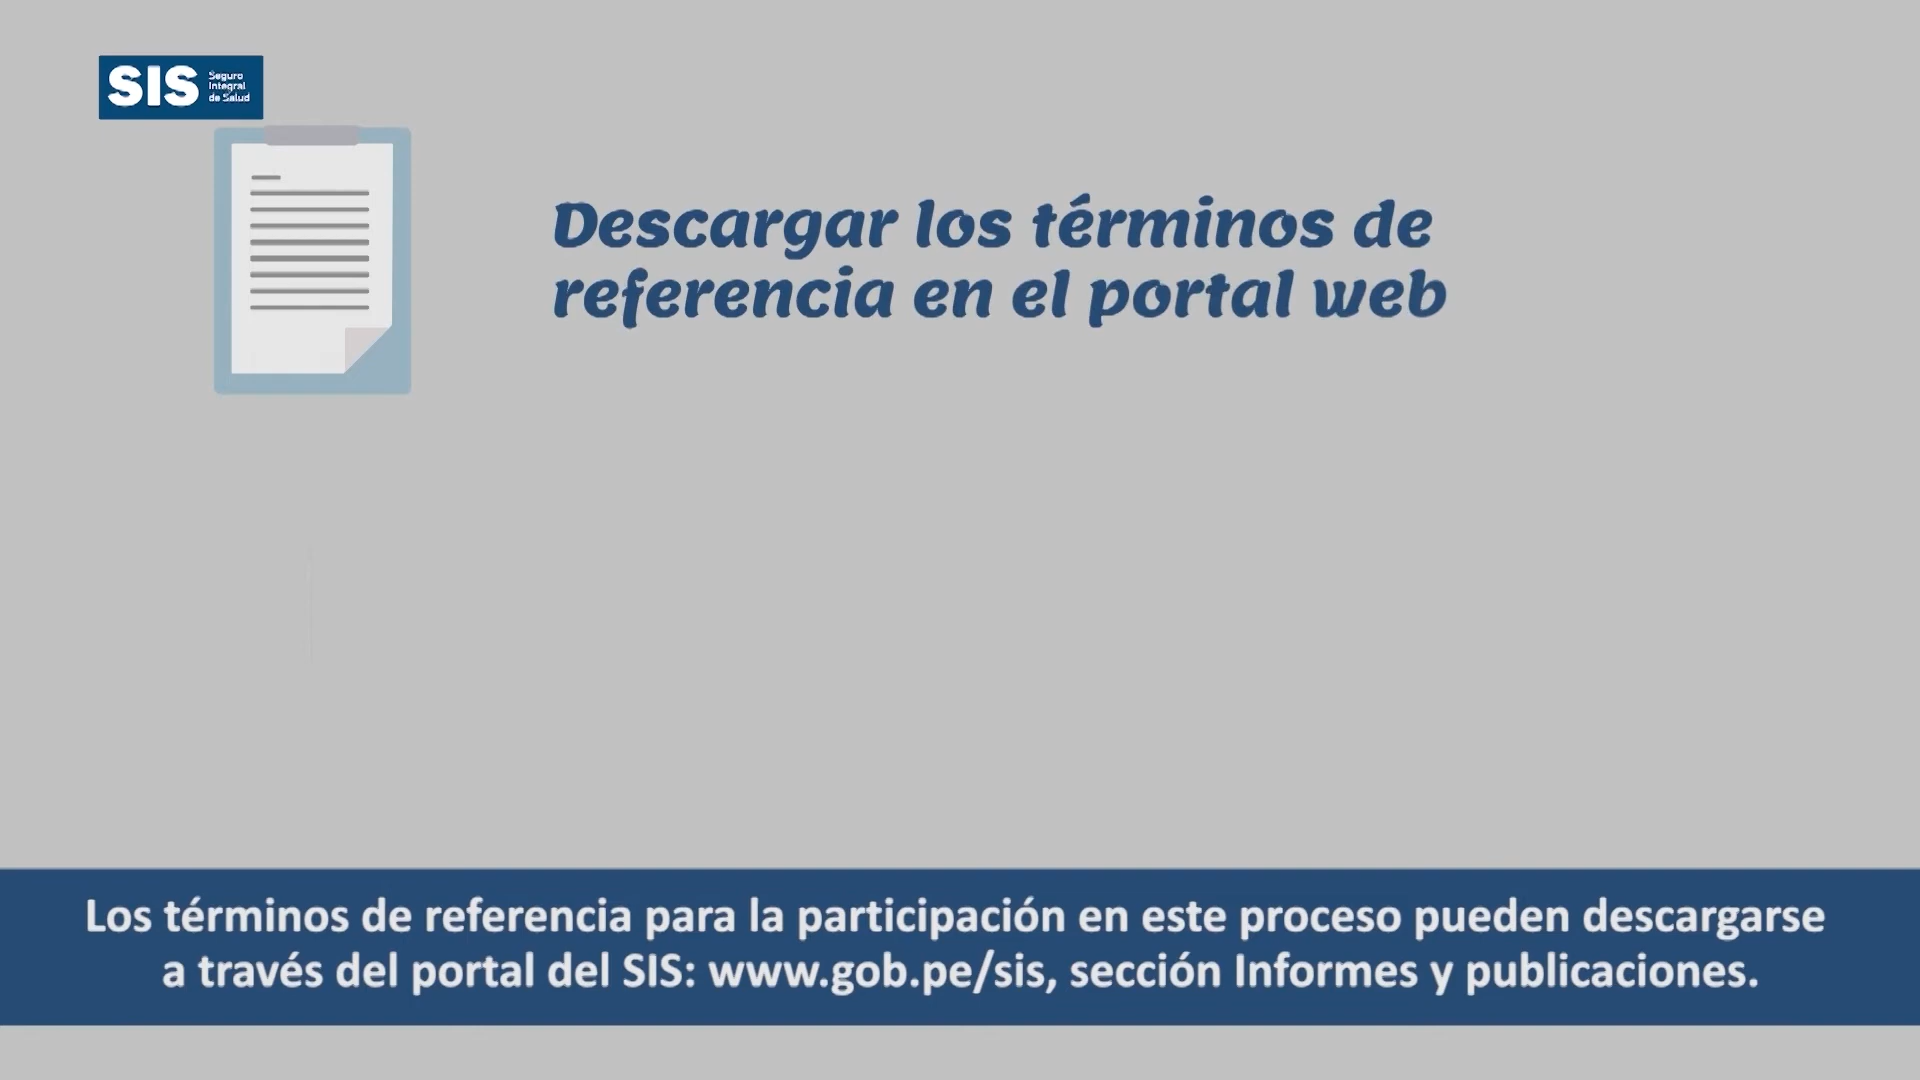 SIS
Seguro
Integral
de Salud
Descargar los términos de
referencia en el portal web
Los términos de referencia para la participación en este proceso pueden descargarse
a través del portal del SIS: www.gob.pe/sis, sección Informes y publicaciones.